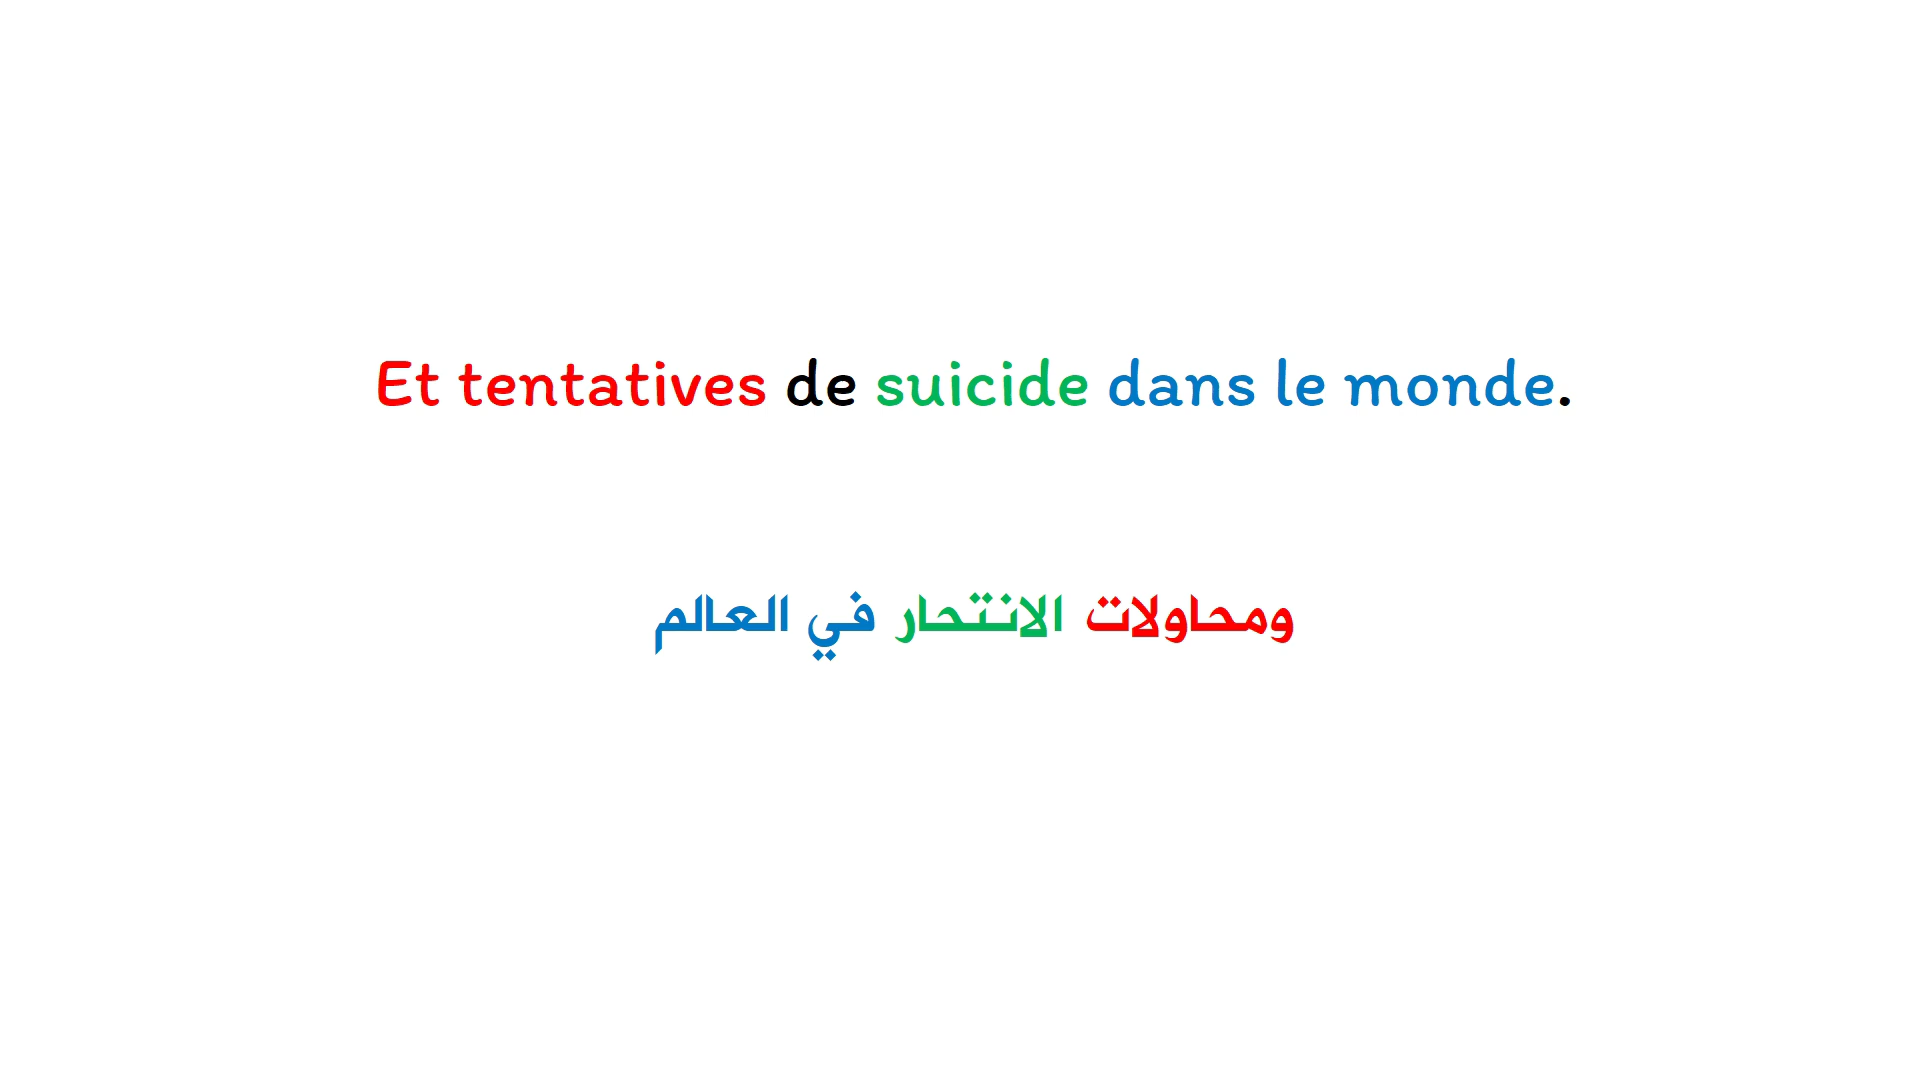 Et tentatives de suicide dans le monde.
ومحاولات الانتحار في العالم